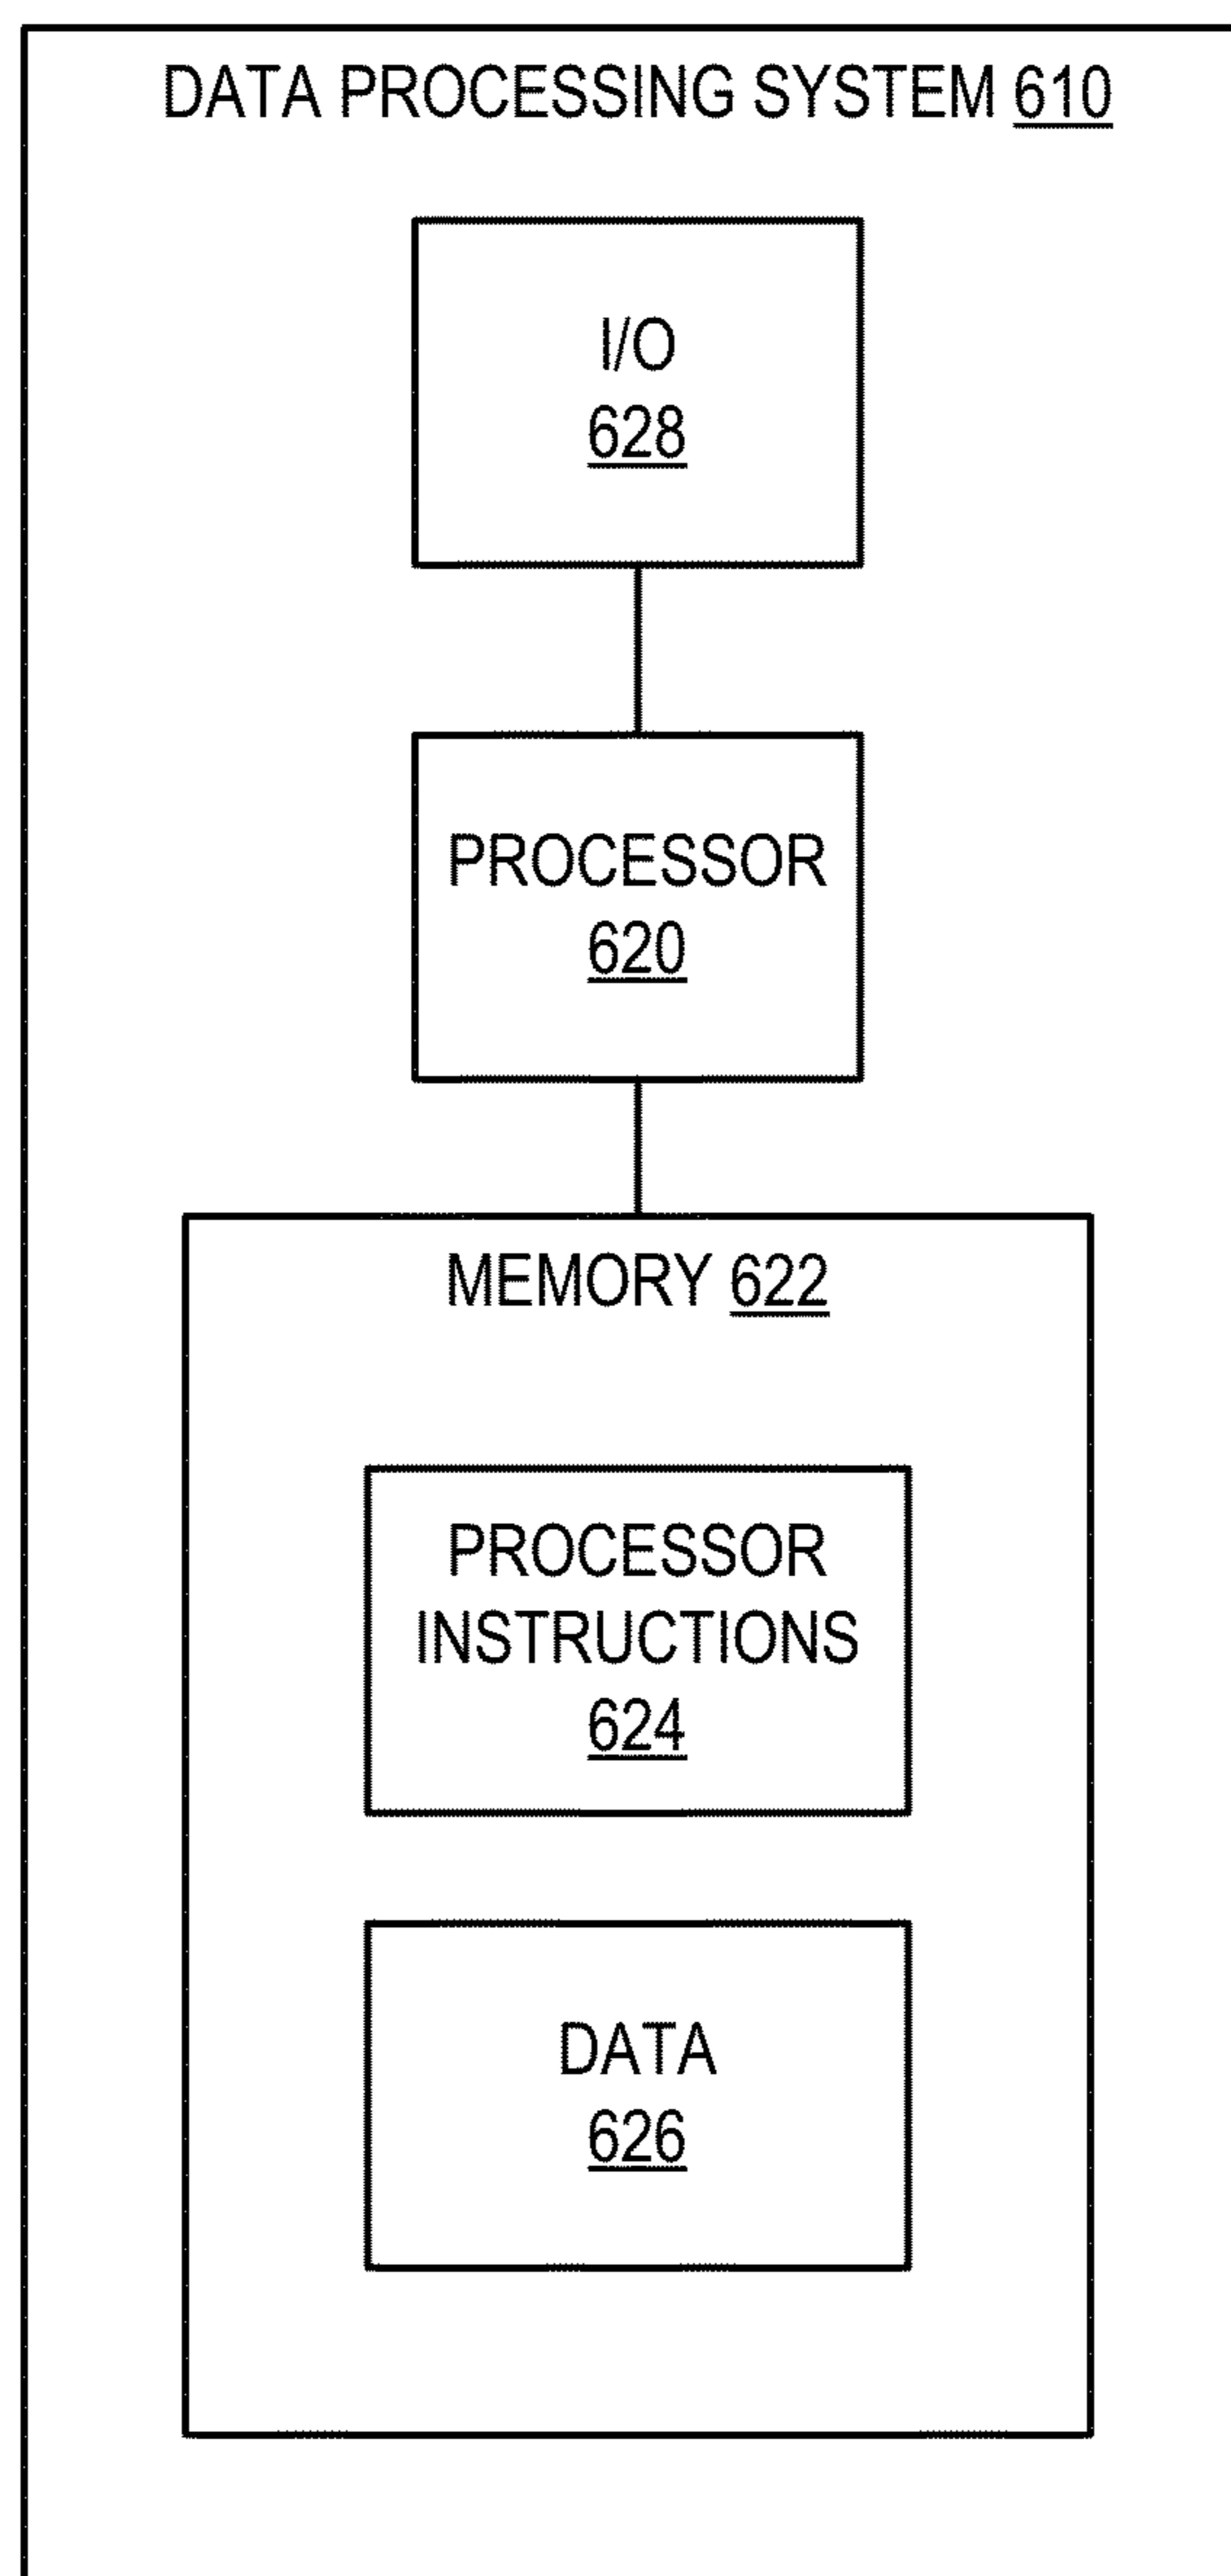 DATA PROCESSING SYSTEM 610
I/O
628
PROCESSOR
620
MEMORY 622
PROCESSOR
INSTRUCTIONS
624
DATA
626